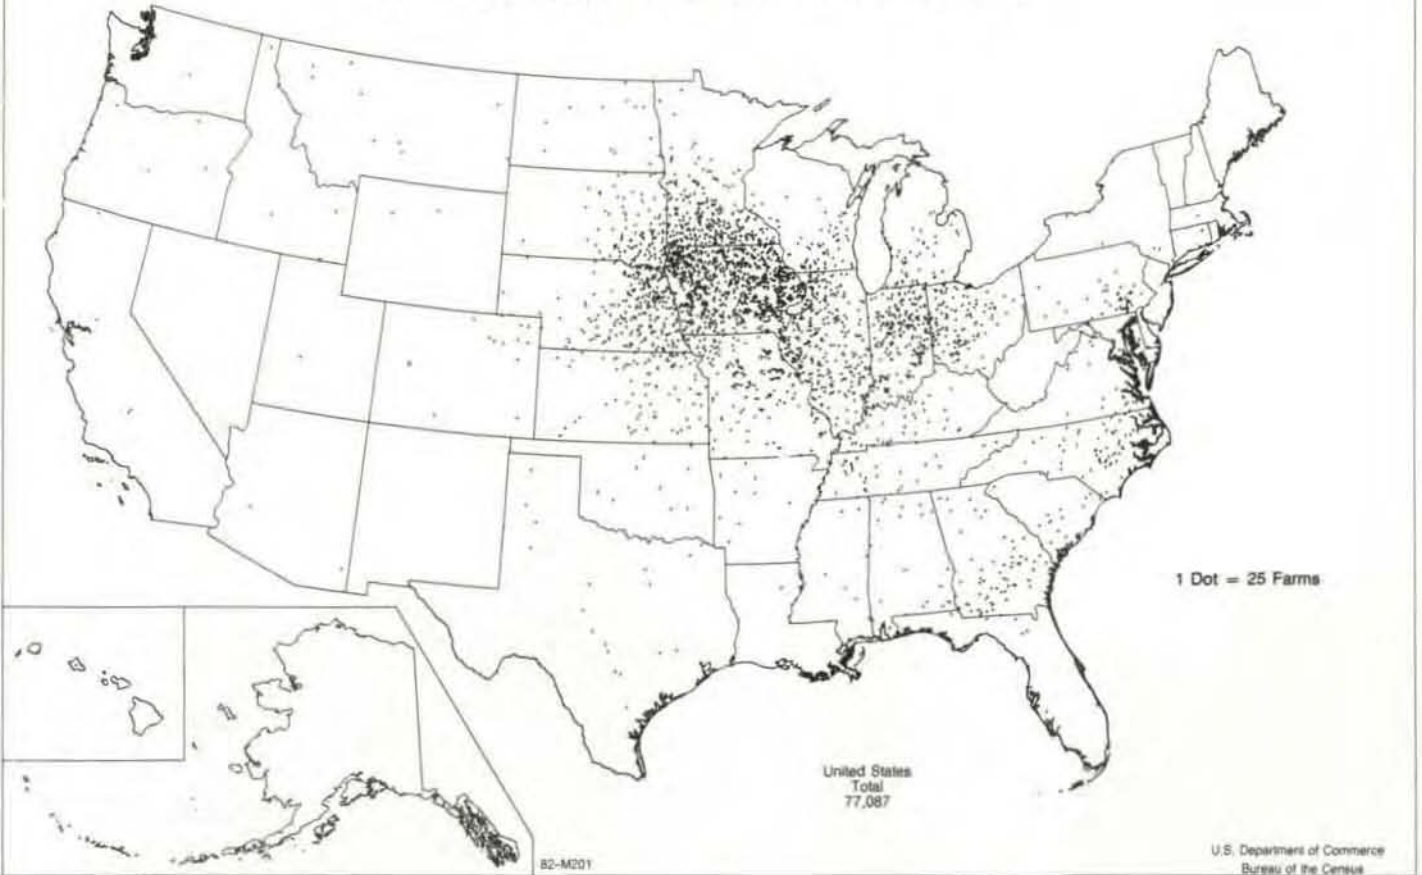 1 Dot = 25 Farms
United States
Total
77,087
82-M201
U.S. Department of Commerce
Bureau of the Census